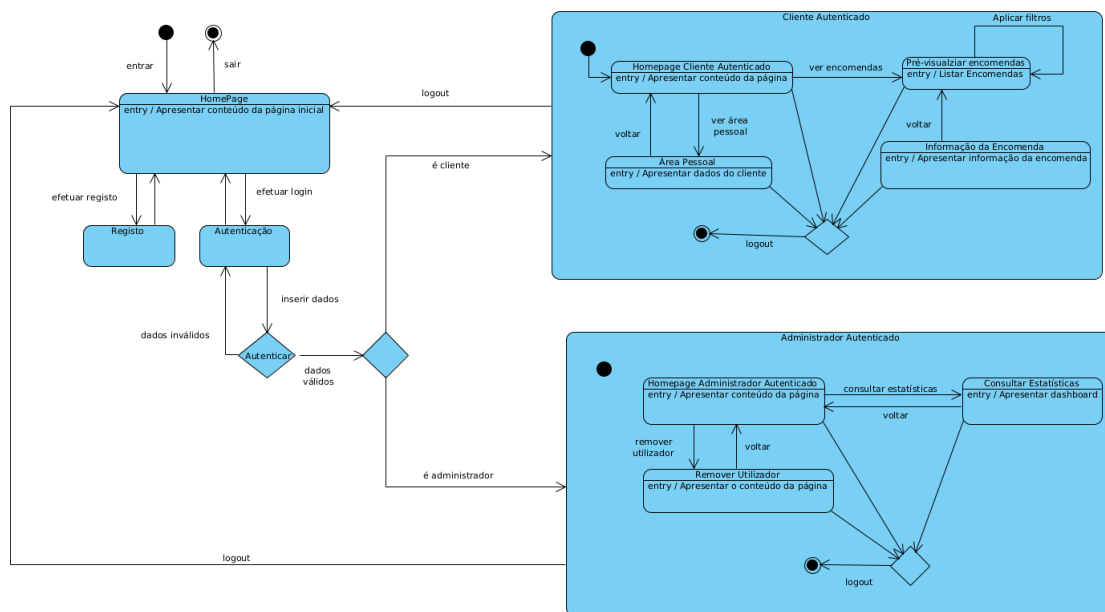 entrar
sair
HomePage
entry / Apresentar conteúdo da página inicial
efetuar registo
efetuar login
Registo
Autenticação
inserir dados
dados inválidos
Autenticar
dados
válidos
é cliente
é administrador
logout
logout
Cliente Autenticado
Aplicar filtros
Homepage Cliente Autenticado
entry / Apresentar conteúdo da página
ver encomendas
Pré-visualziar encomendas
entry / Listar Encomendas
voltar
ver área
pessoal
voltar
Área Pessoal
entry / Apresentar dados do cliente
Informação da Encomenda
entry / Apresentar informação da encomenda
logout
Administrador Autenticado
Homepage Administrador Autenticado
entry / Apresentar conteúdo da página
consultar estatísticas
voltar
Consultar Estatísticas
entry / Apresentar dashboard
remover
utilizador
voltar
Remover Utilizador
entry / Apresentar o conteúdo da página
logout